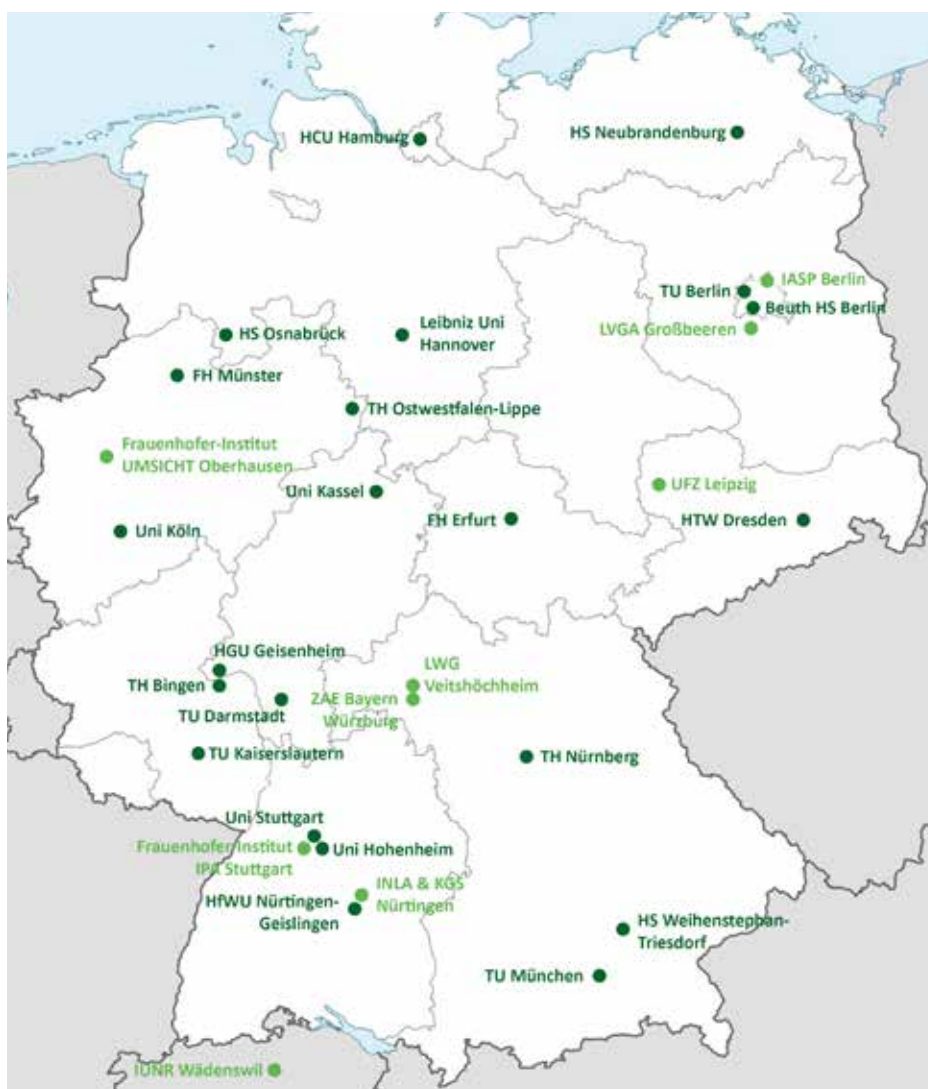 HCU Hamburg
HS Neubrandenburg
IASP Berlin
TU Berlin
Beuth HS Berlin
LVGA Großbeeren
HS Osnabrück
Leibniz Uni
Hannover
FH Münster
TH Ostwestfalen-Lippe
Frauenhofer-Institut
UMSICHT Oberhausen
Uni Kassel
UFZ Leipzig
FH Erfurt
HTW Dresden
Uni Köln
HGU Geisenheim
TH Bingen
LWG
Veitshöchheim
TU Darmstadt
ZAE Bayern
Würzburg
TU Kaiserslautern
TH Nürnberg
Uni Stuttgart
Frauenhofer-Institut
IPA Stuttgart
Uni Hohenheim
INLA & KGS
Nürtingen
HfWU Nürtingen-
Geislingen
HS Weihenstephan-
Triesdorf
TU München
IUNR Wädenswil